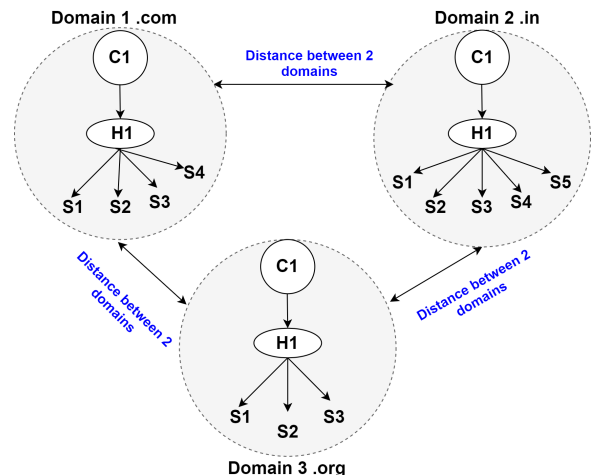 Domain 1 .com
Domain 2 .in
C1
Distance between 2
domains
C1
H1
H1
S1
S2
S3
S4
S1
S2
S3
S4
S5
Distance between 2
domains
C1
Distance between 2
domains
H1
S1
S2
S3
Domain 3 .org